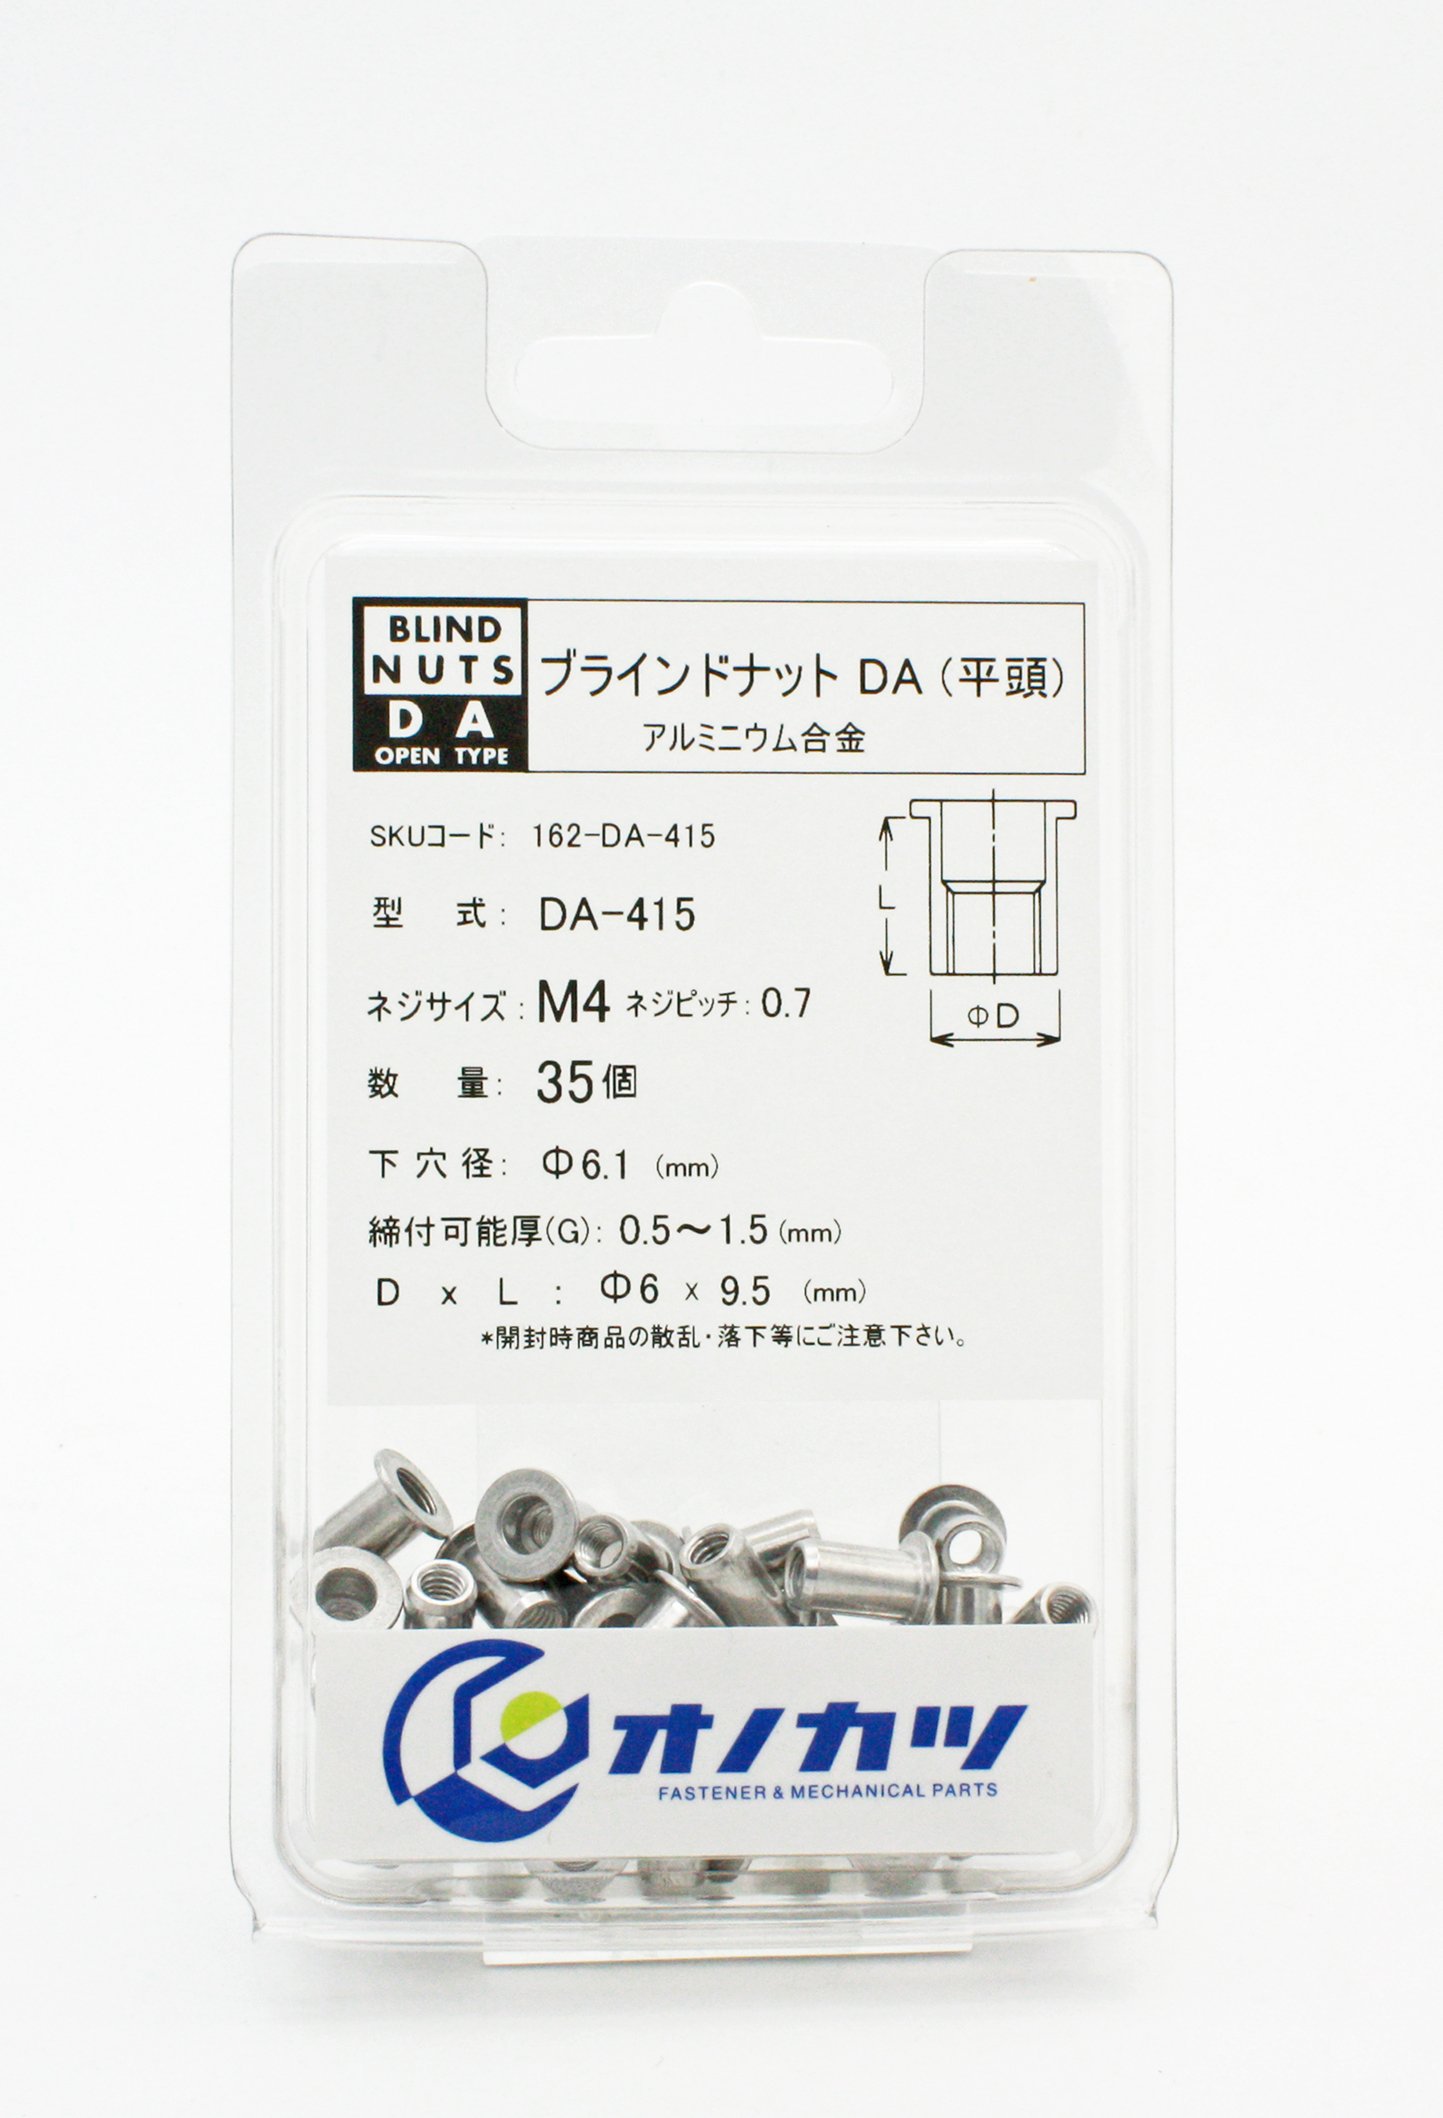 BLIND
NUTS
DA
OPEN TYPE
ブラインドナット DA（平頭）
アルミニウム合金
SKUコード: 162-DA-415
型 式: DA-415
ネジサイズ: M4 ネジピッチ: 0.7
数 量: 35個
下穴径: Φ6.1 (mm)
締付可能厚(G): 0.5～1.5 (mm)
D x L : Φ6 x 9.5 (mm)
*開封時商品の散乱・落下等にご注意下さい。
L
ΦD
オノカツ
FASTENER & MECHANICAL PARTS